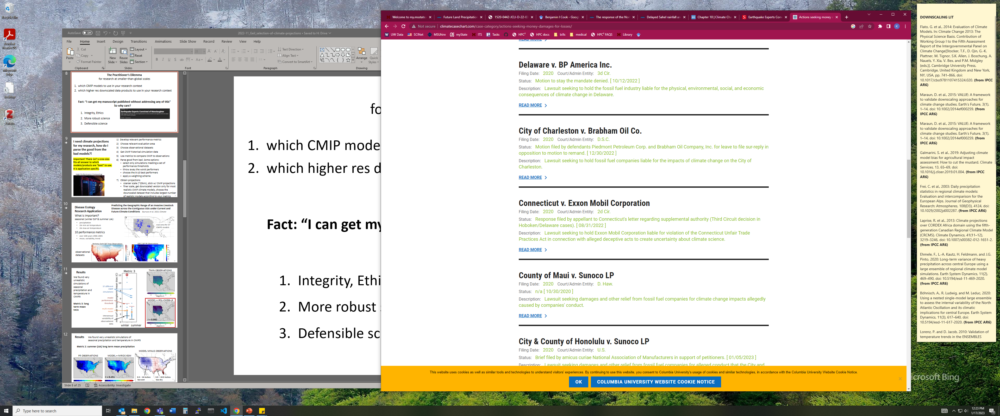 Recycle Bin
Acrobat
Reader DC
Microsoft
Edge
desktop
Zotero
AutoSave Off
2022-11_Geil_selection-of-climate-projections • Saved to H: Drive
File Home Insert Design Transitions Animations Slide Show Record Review View Help
Paste
Cut
Copy
Format Painter
Clipboard
New
Slide
Reuse
Slides
Layout
Reset
Section
Slides
Font
Text Direction
Align Text
Convert to SmartArt
Paragraph
Arrange
Quick
Styles
Drawing
8
The Practitioner's Dilemma
for research at smaller-than-global scales
1. which CMIP models to use in your research context
2. which higher res downscaled data products to use in your research context
Fact: "I can get my manuscript published without addressing any of this"
So why care?
1. Integrity, Ethics
2. More robust science
3. Defensible science
Earthquake Experts Convicted of Manslaughter
9
I need climate projections
for my research, how do I
parse the good from the
bad models?!
Important! There isn't a one-size-
fits-all answer to which
models/products are "best" to use.
It is application specific.
High Performance Computing
1) Develop relevant performance metrics
2) Choose relevant evaluation area
3) Choose observational datasets
4) Get CMIP historical simulation data
5) Use metrics to compare CMIP to observations
6) Parse good from bad. Some options:
• select only simulations meeting a set of
performance thresholds
• throw away the worst performers
• choose the 5-10 best performers
• apply a weighting scheme
7) Obtain projections
• coarser scale (~25km), stick w/ CMIP projections
• finer scale, get downscaled version only for most
realistic CMIP climate models, choose the
downscaled dataset that includes largest number
of realistic models according to your metrics
10
Disease Ecology
Research Application
What is important?
seasonal (winter DJF & summer JJA):
• precipitation
• 2m min air temperature
• 2m max air temperature
10 performance metrics
• over 100 years 1906-2005
• mean, variability, trend
Predicting the Geographic Range of an Invasive Livestock
Disease across the Contiguous USA under Current and
Future Climate Conditions Burruss et al. 2021 Climate
eval area for 37
CMIP5 models
Berkeley Earth DJF Tmax Observations
GPCC DJF PR Observations
observational
datasets
11
Results
We found very
unrealistic
simulations of
seasonal
precipitation and
temperature in
CMIP5
Metric 3: long
term mean
tmin
Metric 3
37 different
CMIP
simulations
model
performance
threshold
multi model
mean
interannual
variability of
observational
data
winter summer
TMIN OBSERVATIONS
degrees C
MODEL = IPSL-CM5B-LR
r = 0.981
degrees C
12
Results
We found very unrealistic simulations of
seasonal precipitation and temperature in CMIP5
Metric 2: summer (JJA) long term mean precipitation
PR OBSERVATIONS
MODEL = MIROC-ESM
r = 0.151
MODEL MINUS OBSERVATIONS
3.5 – 14 inches
too wet
3.5 – 10.5 inches
too dry
Slide 8 of 25 Accessibility: Investigate
fo
1. which CMIP mode
2. which higher res d
Fact: "I can get my
1. Integrity, Ethi
2. More robust
3. Defensible sc
Welcome to my.msstate.
Future Land Precipitation
1520-0442-JCLI-D-22-03
Benjamin I Cook - Googl
The response of the Nor
Delayed Sahel rainfall an
Chapter 10 | Climate Cha
Earthquake Experts Conv
Actions seeking money d
Not secure | climatecasechart.com/case-category/actions-seeking-money-damages-for-losses/
UW Data SCINet MSUhire myState ITS Tasks HPC² HPC docs bills medical HPC² FAQS Library
READ MORE
Delaware v. BP America Inc.
Filing Date: 2020 Court/Admin Entity: 3d Cir.
Status: Motion to stay the mandate denied. [ 10/12/2022 ]
Description: Lawsuit seeking to hold the fossil fuel industry liable for the physical, environmental, social, and economic
consequences of climate change in Delaware.
READ MORE
City of Charleston v. Brabham Oil Co.
Filing Date: 2020 Court/Admin Entity: D.S.C.
Status: Motion filed by defendants Piedmont Petroleum Corp. and Brabham Oil Company, Inc. for leave to file sur-reply in
opposition to motion to remand. [ 12/30/2022 ]
Description: Lawsuit seeking to hold fossil fuel companies liable for the impacts of climate change on the City of
Charleston.
READ MORE
Connecticut v. Exxon Mobil Corporation
Filing Date: 2020 Court/Admin Entity: 2d Cir.
Status: Response filed by appellant to Connecticut's letter regarding supplemental authority (Third Circuit decision in
Hoboken/Delaware cases). [ 08/31/2022 ]
Description: Lawsuit seeking to hold Exxon Mobil Corporation liable for violation of the Connecticut Unfair Trade
Practices Act in connection with alleged deceptive acts to create uncertainty about climate science.
READ MORE
County of Maui v. Sunoco LP
Filing Date: 2020 Court/Admin Entity: D. Haw.
Status: n/a [ 10/30/2020 ]
Description: Lawsuit seeking damages and other relief from fossil fuel companies for climate change impacts allegedly
caused by companies' conduct.
READ MORE
City & County of Honolulu v. Sunoco LP
Filing Date: 2020 Court/Admin Entity: U.S.
Status: Brief filed by amicus curiae National Association of Manufacturers in support of petitioners. [ 01/05/2023 ]
Description: Lawsuit seeking damages and other relief from fossil fuel companies for alleged conduct that the City and
This website uses cookies as well as similar tools and technologies to understand visitors' experiences. By continuing to use this website, you consent to Columbia University's usage of cookies and similar technologies, in accordance with the Columbia University Website Cookie Notice.
OK
COLUMBIA UNIVERSITY WEBSITE COOKIE NOTICE
DOWNSCALING LIT
Flato, G. et al., 2014: Evaluation of Climate
Models. In: Climate Change 2013: The
Physical Science Basis. Contribution of
Working Group I to the Fifth Assessment
Report of the Intergovernmental Panel on
Climate Change[Stocker, T.F., D. Qin, G.-K.
Plattner, M. Tignor, S.K. Allen, J. Boschung, A.
Nauels, Y. Xia, V. Bex, and P.M. Midgley
(eds.)]. Cambridge University Press,
Cambridge, United Kingdom and New York,
NY, USA, pp. 741–866, doi:
10.1017/cbo9781107415324.020. (from IPCC
AR6)
Maraun, D. et al., 2015: VALUE: A framework
to validate downscaling approaches for
climate change studies. Earth's Future, 3(1),
1–14, doi: 10.1002/2014ef000259. (from
IPCC AR6)
Maraun, D. et al., 2015: VALUE: A framework
to validate downscaling approaches for
climate change studies. Earth's Future, 3(1),
1–14, doi: 10.1002/2014ef000259. (from
IPCC AR6)
Galmarini, S. et al., 2019: Adjusting climate
model bias for agricultural impact
assessment: How to cut the mustard. Climate
Services, 13, 65–69, doi:
10.1016/j.cliser.2019.01.004. (from IPCC
AR6)
Frei, C. et al., 2003: Daily precipitation
statistics in regional climate models:
Evaluation and intercomparison for the
European Alps. Journal of Geophysical
Research: Atmospheres, 108(D3), 4124, doi:
10.1029/2002jd002287. (from IPCC AR6)
Laprise, R. et al., 2013: Climate projections
over CORDEX Africa domain using the fifth-
generation Canadian Regional Climate Model
(CRCM5). Climate Dynamics, 41(11–12),
3219–3246, doi: 10.1007/s00382-012-1651-2.
(from IPCC AR6)
Ehmele, F., L.-A. Kautz, H. Feldmann, and J.G.
Pinto, 2020: Long-term variance of heavy
precipitation across central Europe using a
large ensemble of regional climate model
simulations. Earth System Dynamics, 11(2),
469–490, doi: 10.5194/esd-11-469-2020.
(from IPCC AR6)
Böhnisch, A., R. Ludwig, and M. Leduc, 2020:
Using a nested single-model large ensemble
to assess the internal variability of the North
Atlantic Oscillation and its climatic
implications for central Europe. Earth System
Dynamics, 11(3), 617–640, doi:
10.5194/esd-11-617-2020. (from IPCC AR6)
Lorenz, P. and D. Jacob, 2010: Validation of
temperature trends in the ENSEMBLES
crosoft Bing
Type here to search
12:23 PM
1/17/2023